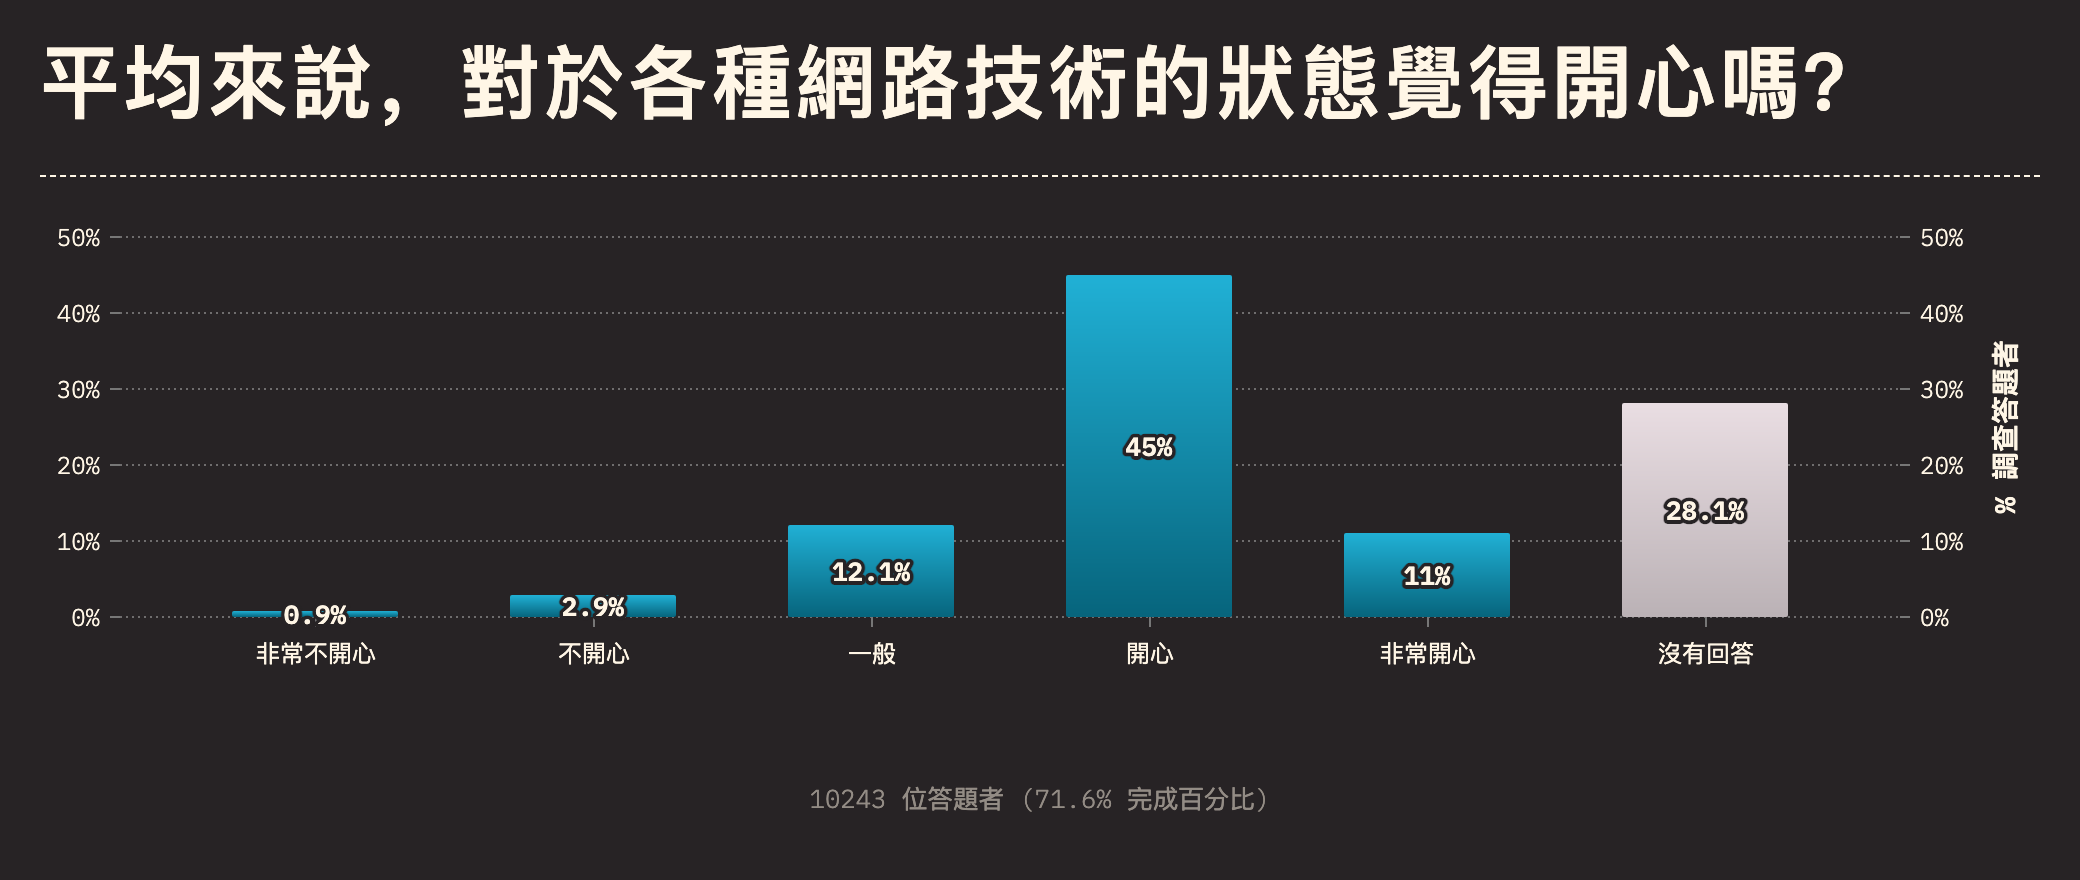 平均來說，對於各種網路技術的狀態覺得開心嗎？
50% 50%
40% 40%
30% 30%
20% 20%
10% 10%
0% 0%
% 調查答題者
0.9% 2.9% 12.1% 45% 11% 28.1%
非常不開心 不開心 一般 開心 非常開心 沒有回答
10243 位答題者 (71.6% 完成百分比)